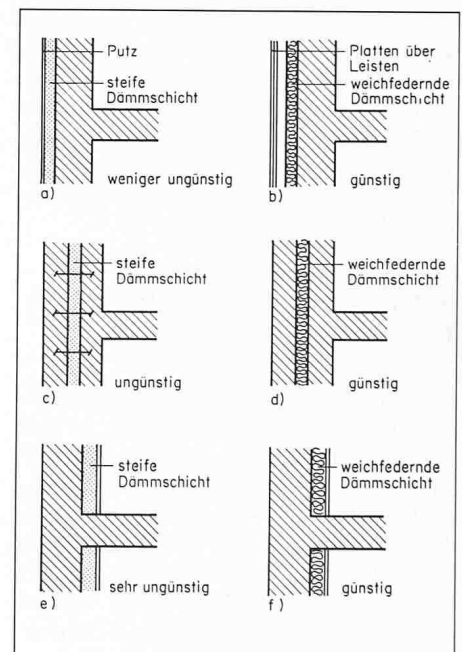 Putz
steife
Dämmschicht
weniger ungünstig
a)
Platten über
Leisten
weichfedernde
Dämmschicht
günstig
b)
steife
Dämmschicht
ungünstig
c)
weichfedernde
Dämmschicht
günstig
d)
steife
Dämmschicht
sehr ungünstig
e)
weichfedernde
Dämmschicht
günstig
f)